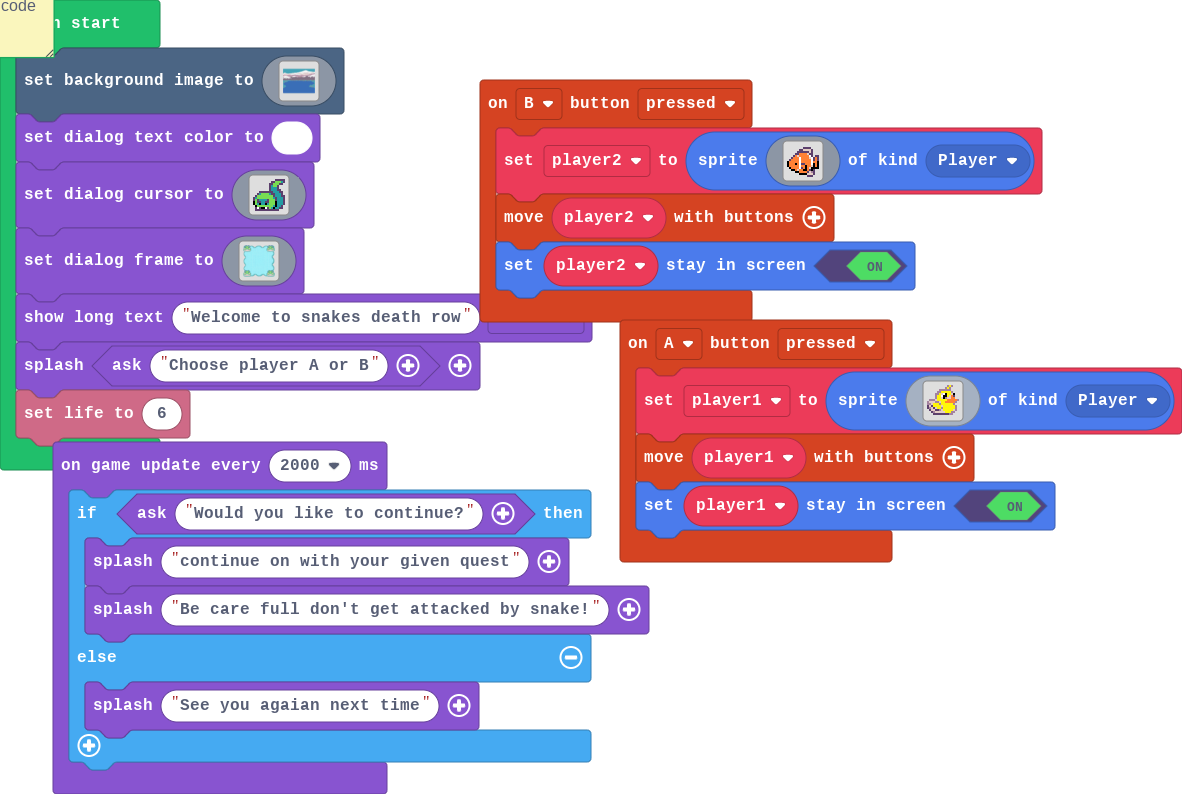 code
n start
set background image to
set dialog text color to
set dialog cursor to
set dialog frame to
show long text "Welcome to snakes death row"
splash ask "Choose player A or B"
set life to 6
on B button pressed
set player2 to sprite of kind Player
move player2 with buttons
set player2 stay in screen ON
on A button pressed
set player1 to sprite of kind Player
move player1 with buttons
set player1 stay in screen ON
on game update every 2000 ms
if ask "Would you like to continue?" then
splash "continue on with your given quest"
splash "Be care full don't get attacked by snake!"
else
splash "See you agaian next time"